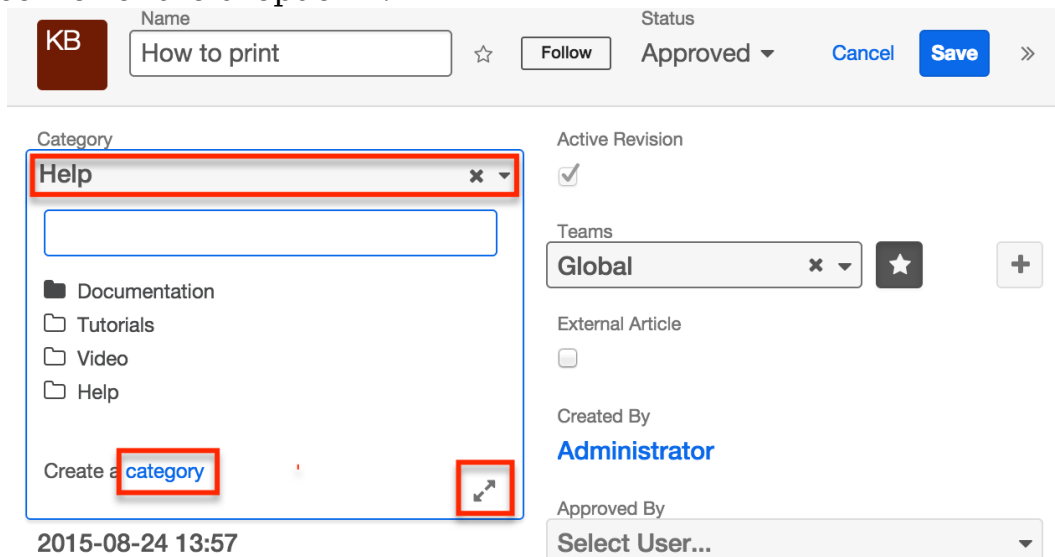 KB
Name
How to print
Follow
Status
Approved
Cancel
Save
Category
Help
Documentation
Tutorials
Video
Help
Create a category
2015-08-24 13:57
Active Revision
Teams
Global
External Article
Created By
Administrator
Approved By
Select User...